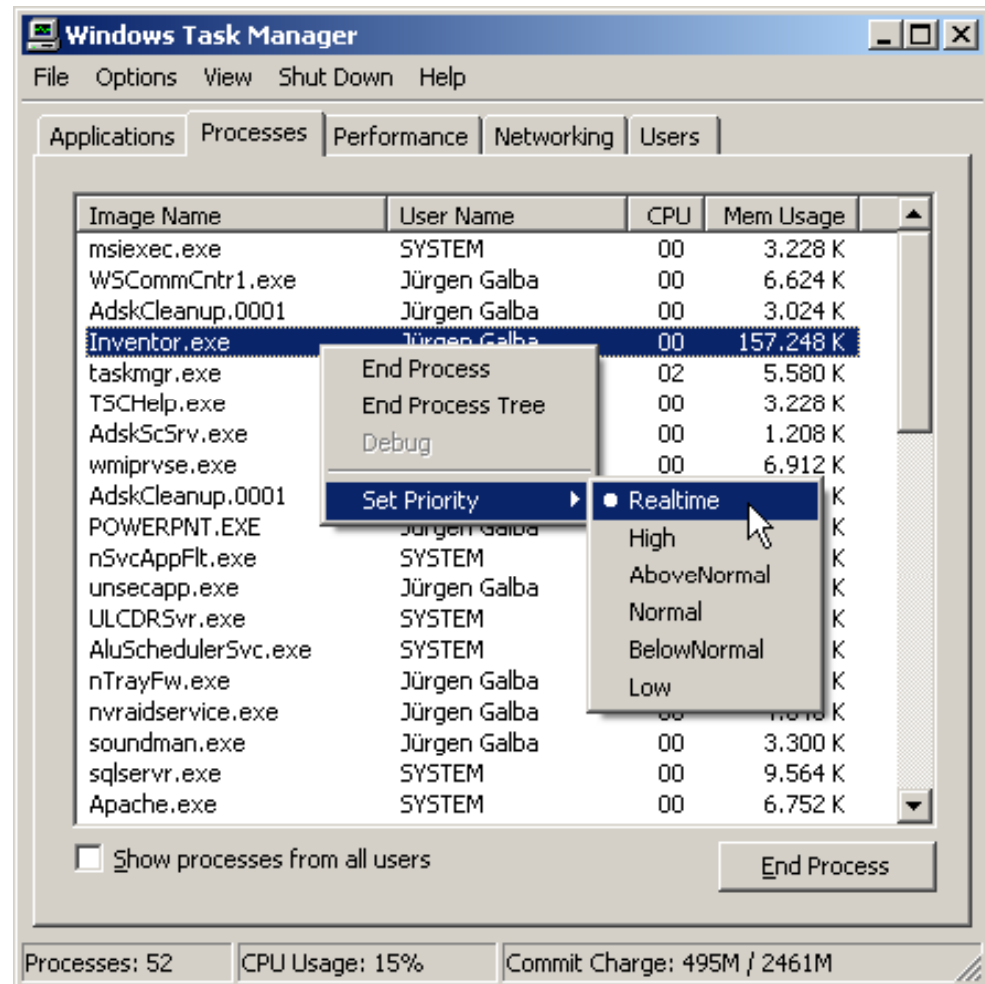 Windows Task Manager
File Options View Shut Down Help
Applications Processes Performance Networking Users
Image Name User Name CPU Mem Usage
msiexec.exe SYSTEM 00 3.228 K
WSCommCntr1.exe Jürgen Galba 00 6.624 K
AdskCleanup.0001 Jürgen Galba 00 3.024 K
Inventor.exe Jürgen Galba 00 157.248 K
taskmgr.exe End Process 02 5.580 K
TSCHelp.exe End Process Tree 00 3.228 K
AdskScSrv.exe Debug 00 1.208 K
wmiprvse.exe 00 6.912 K
AdskCleanup.0001 Set Priority Realtime K
POWERPNT.EXE Jürgen Galba High K
nSvcAppFlt.exe SYSTEM AboveNormal K
unsecapp.exe Jürgen Galba K
ULCDRSvr.exe SYSTEM Normal K
AluSchedulerSvc.exe SYSTEM BelowNormal K
nTrayFw.exe Jürgen Galba Low K
nvraidservice.exe Jürgen Galba K
soundman.exe Jürgen Galba 00 3.300 K
sqlservr.exe SYSTEM 00 9.564 K
Apache.exe SYSTEM 00 6.752 K
Show processes from all users End Process
Processes: 52 CPU Usage: 15% Commit Charge: 495M / 2461M